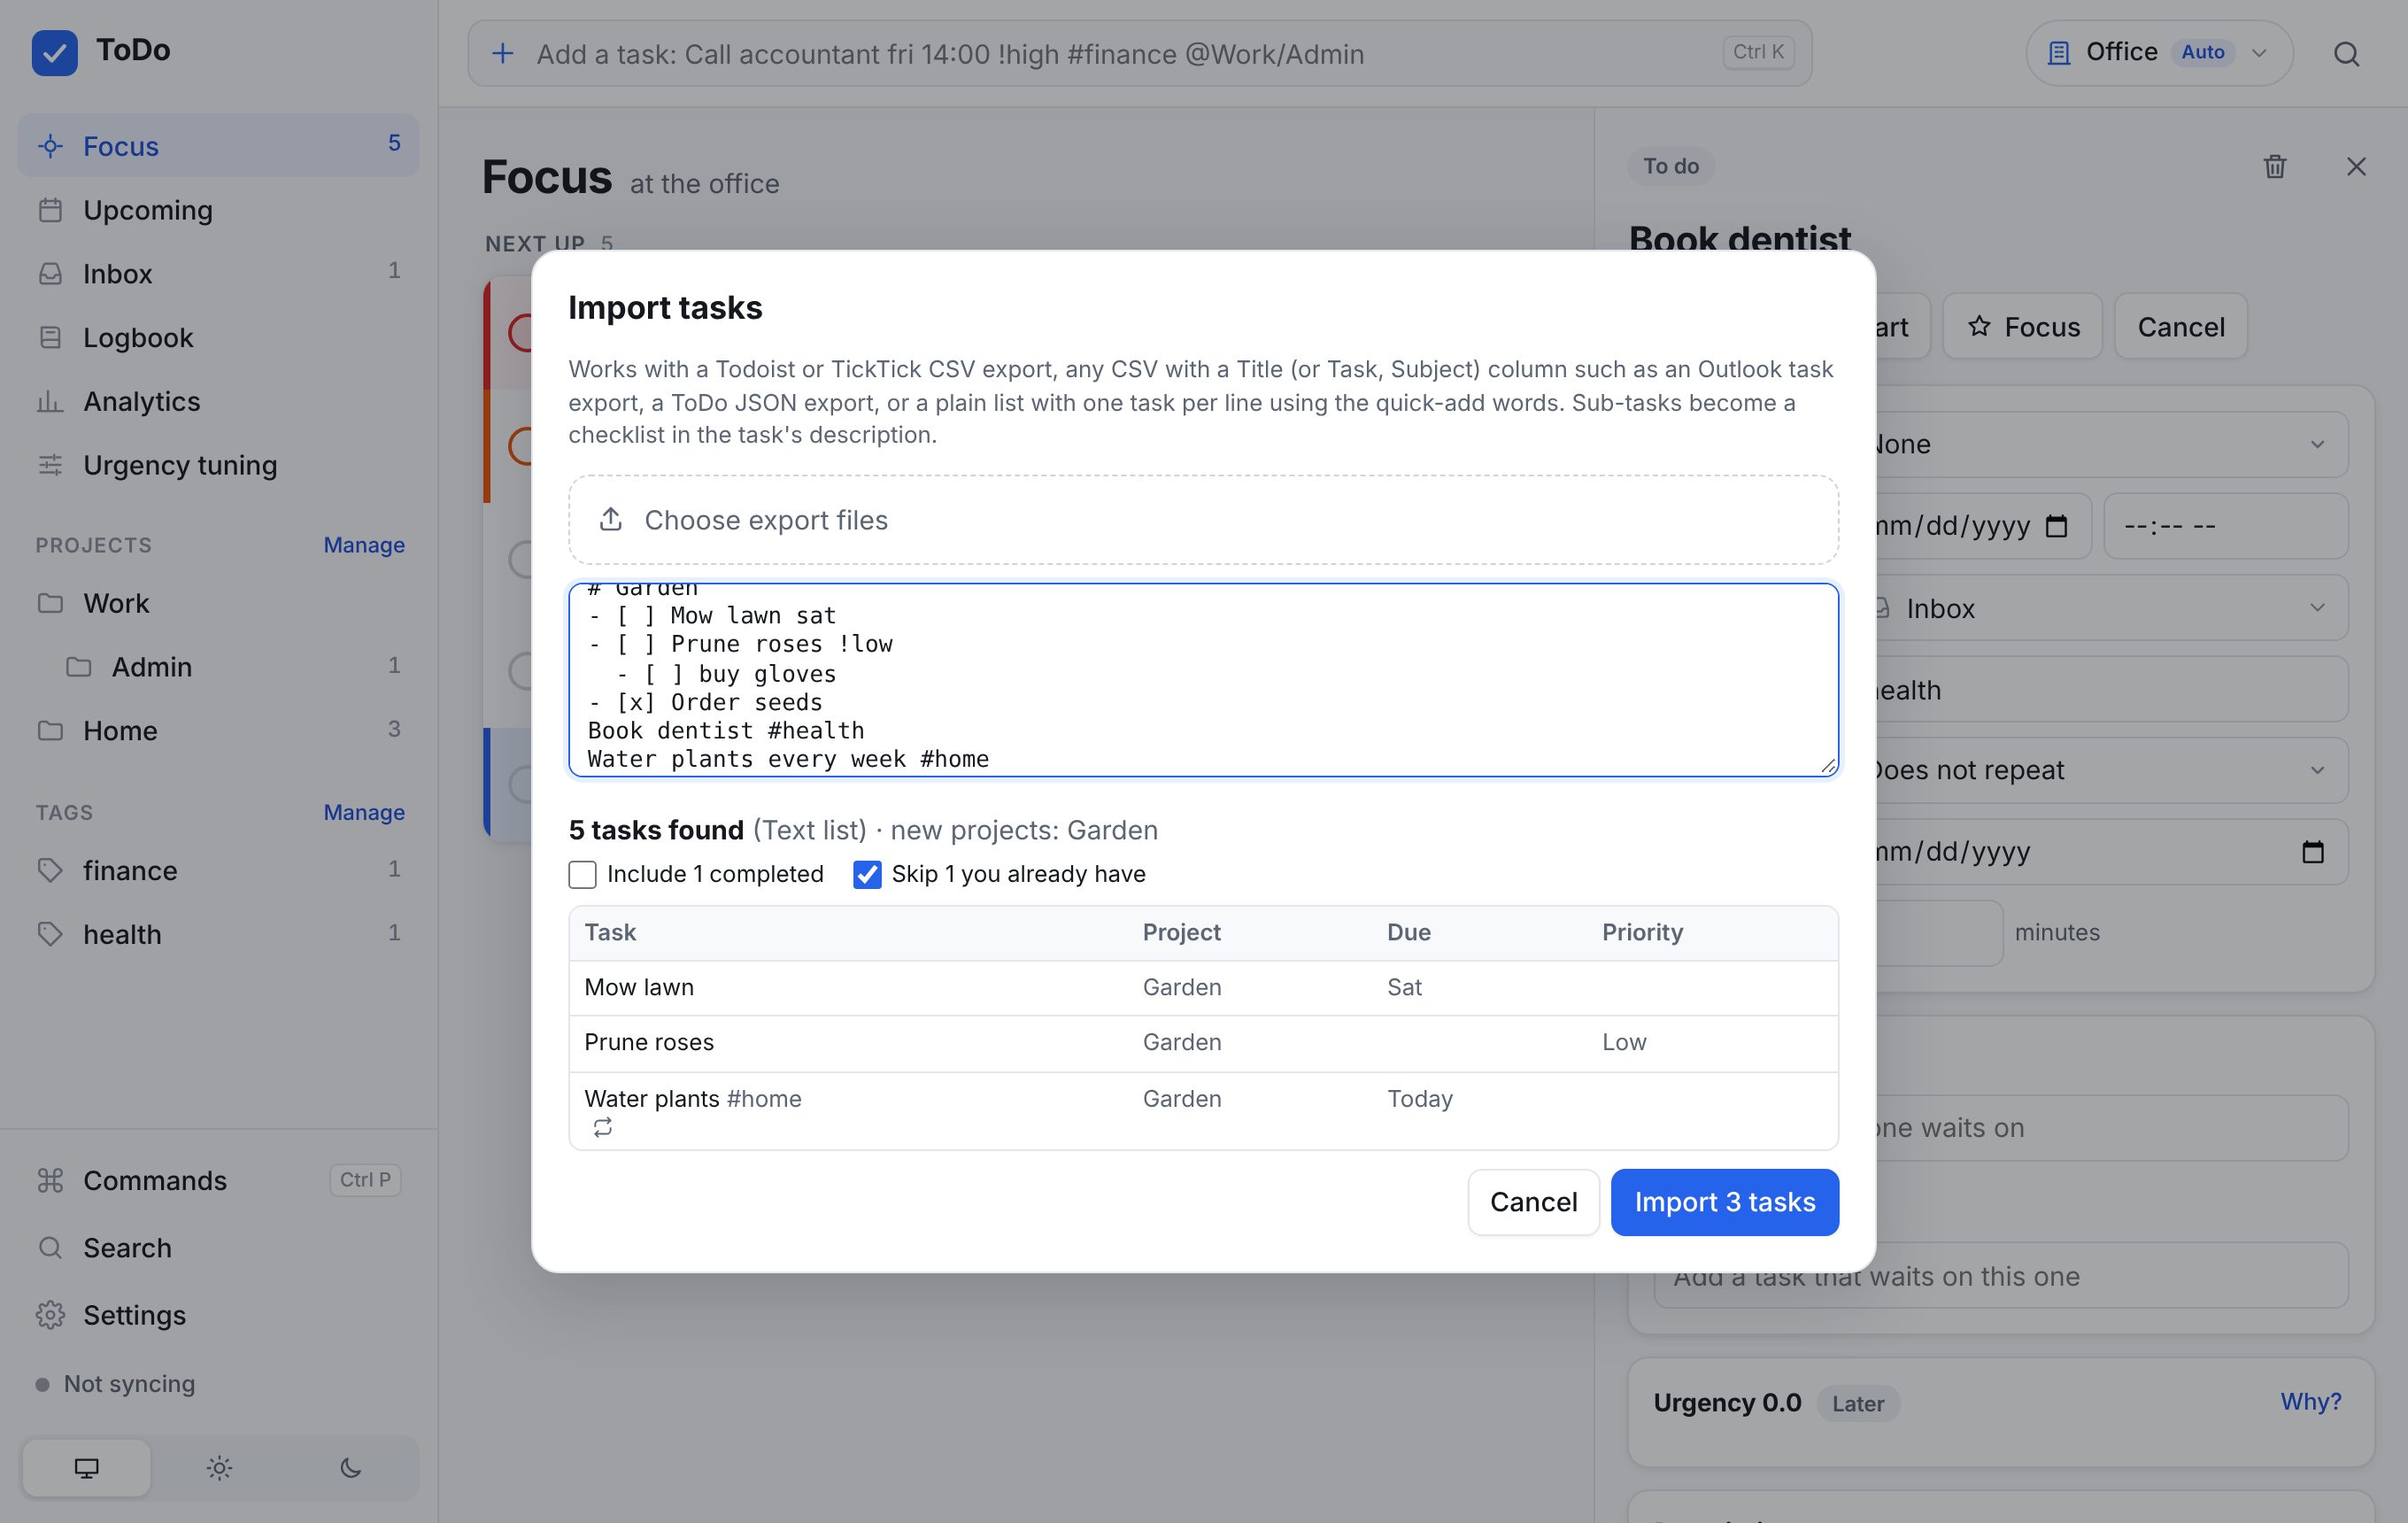 ToDo
Add a task: Call accountant fri 14:00 !high #finance @Work/Admin
Ctrl K
Office
Auto
Focus
5
Upcoming
Inbox
1
Logbook
Analytics
Urgency tuning
PROJECTS
Manage
Work
Admin
1
Home
3
TAGS
Manage
finance
1
health
1
Commands
Ctrl P
Search
Settings
Not syncing
Focus at the office
NEXT UP 5
Import tasks
Works with a Todoist or TickTick CSV export, any CSV with a Title (or Task, Subject) column such as an Outlook task
export, a ToDo JSON export, or a plain list with one task per line using the quick-add words. Sub-tasks become a
checklist in the task's description.
Choose export files
# Garden
- [ ] Mow lawn sat
- [ ] Prune roses !low
- [ ] buy gloves
- [x] Order seeds
Book dentist #health
Water plants every week #home
5 tasks found (Text list) · new projects: Garden
Include 1 completed
Skip 1 you already have
Task Project Due Priority
Mow lawn Garden Sat
Prune roses Garden Low
Water plants #home Garden Today
Cancel
Import 3 tasks
To do
Book dentist
Focus
Cancel
None
mm/dd/yyyy
--:-- --
Inbox
Does not repeat
mm/dd/yyyy
minutes
waits on
Add a task that waits on this one
Urgency 0.0
Later
Why?